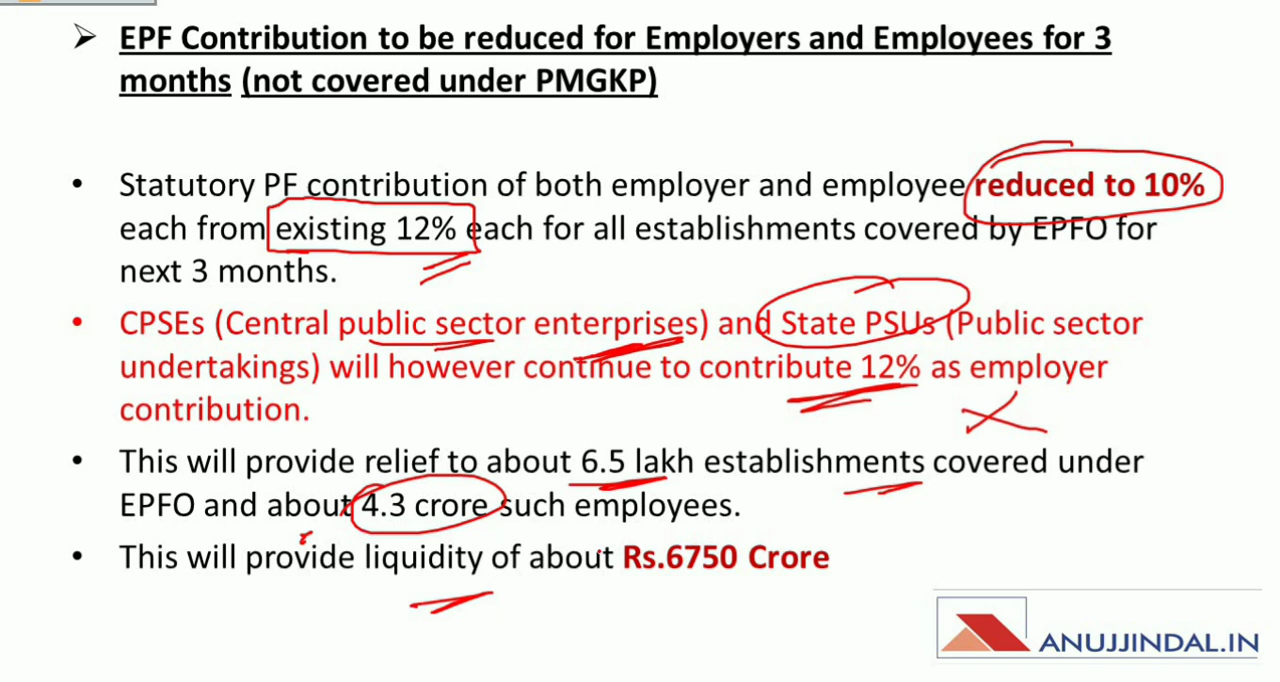 ➢ EPF Contribution to be reduced for Employers and Employees for 3
months (not covered under PMGKP)
• Statutory PF contribution of both employer and employee reduced to 10%
each from existing 12% each for all establishments covered by EPFO for
next 3 months.
• CPSEs (Central public sector enterprises) and State PSUs (Public sector
undertakings) will however continue to contribute 12% as employer
contribution.
• This will provide relief to about 6.5 lakh establishments covered under
EPFO and about 4.3 crore such employees.
• This will provide liquidity of about Rs.6750 Crore
ANUJJINDAL.IN